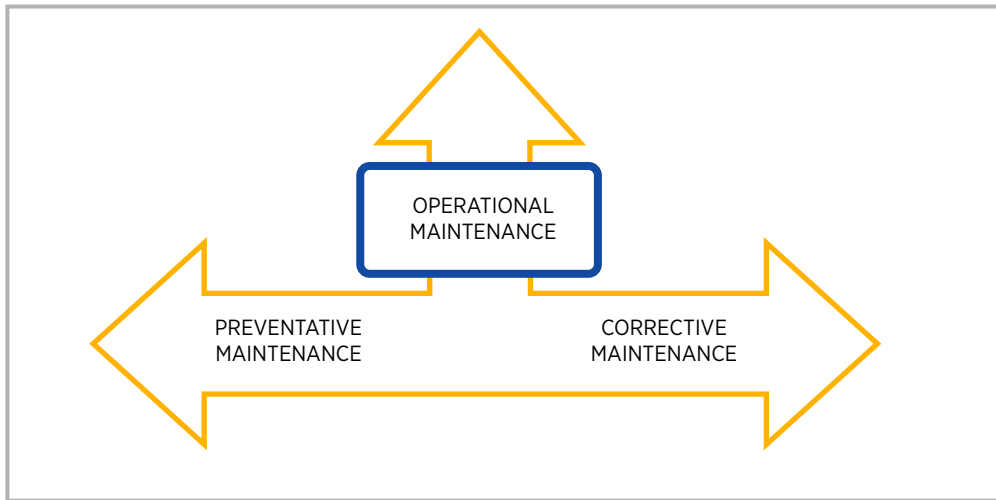 OPERATIONAL
MAINTENANCE
PREVENTATIVE
MAINTENANCE
CORRECTIVE
MAINTENANCE